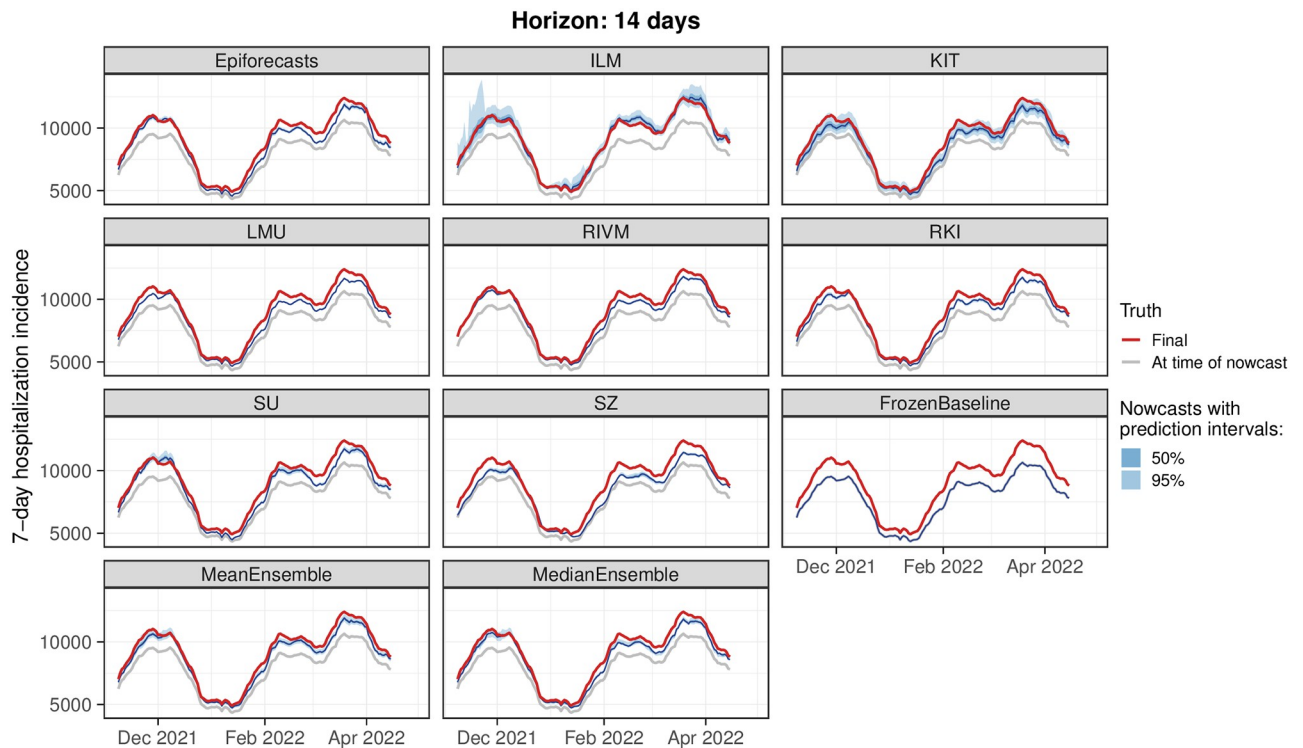 Horizon: 14 days
Epiforecasts
ILM
KIT
10000
5000
LMU
RIVM
RKI
10000
5000
SU
SZ
FrozenBaseline
10000
5000
Dec 2021
Feb 2022
Apr 2022
MeanEnsemble
MedianEnsemble
10000
5000
Dec 2021
Feb 2022
Apr 2022
Dec 2021
Feb 2022
Apr 2022
7−day hospitalization incidence
Truth
Final
At time of nowcast
Nowcasts with
prediction intervals:
50%
95%